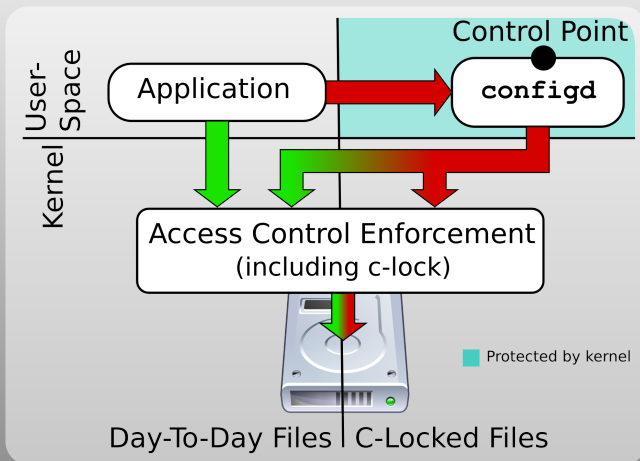 Control Point
User-
Space
Application
configd
Kernel
Access Control Enforcement
(including c-lock)
Protected by kernel
Day-To-Day Files
C-Locked Files